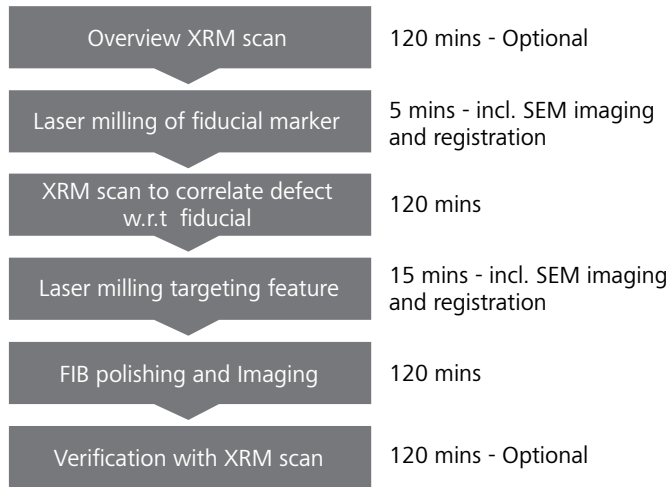 Overview XRM scan
120 mins - Optional
Laser milling of fiducial marker
5 mins - incl. SEM imaging
and registration
XRM scan to correlate defect
w.r.t fiducial
120 mins
Laser milling targeting feature
15 mins - incl. SEM imaging
and registration
FIB polishing and Imaging
120 mins
Verification with XRM scan
120 mins - Optional